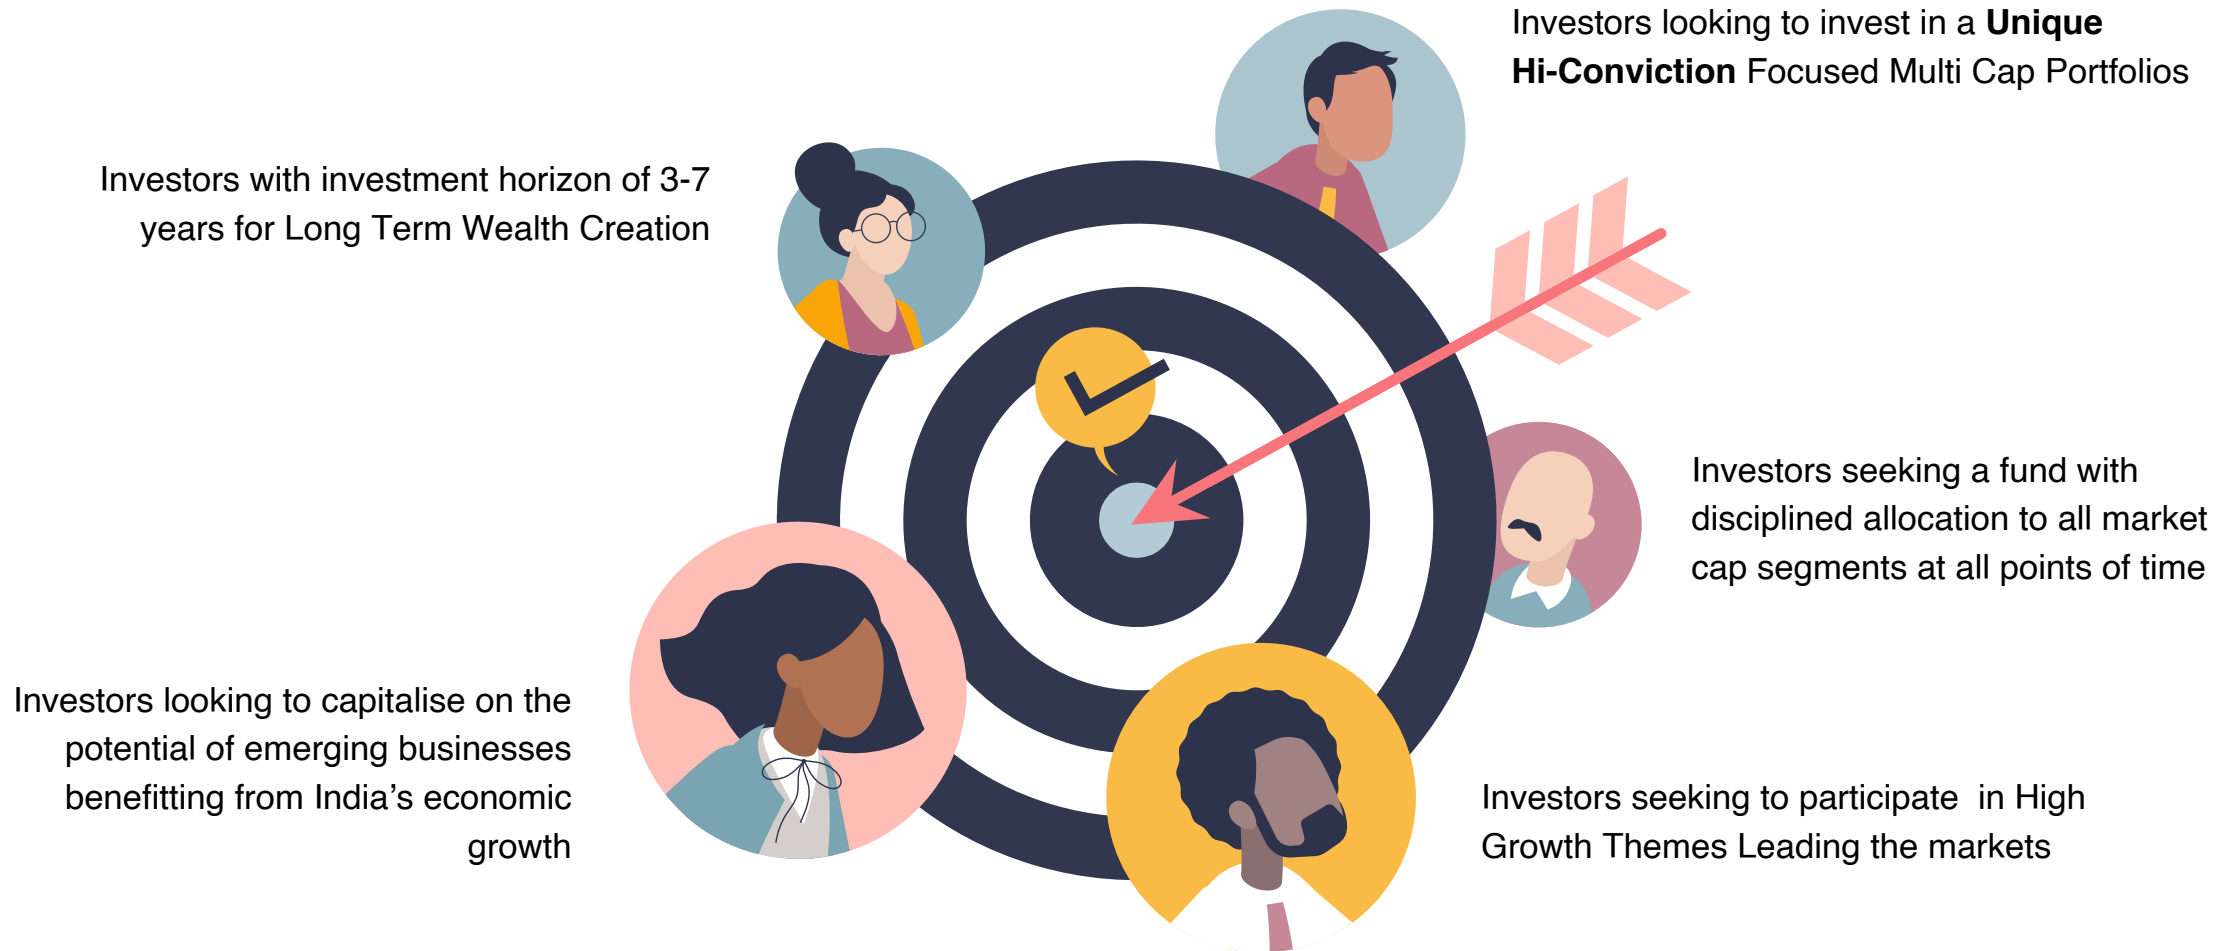 Investors looking to invest in a Unique
Hi-Conviction Focused Multi Cap Portfolios
Investors with investment horizon of 3-7
years for Long Term Wealth Creation
Investors seeking a fund with
disciplined allocation to all market
cap segments at all points of time
Investors looking to capitalise on the
potential of emerging businesses
benefitting from India’s economic
growth
Investors seeking to participate  in High
Growth Themes Leading the markets